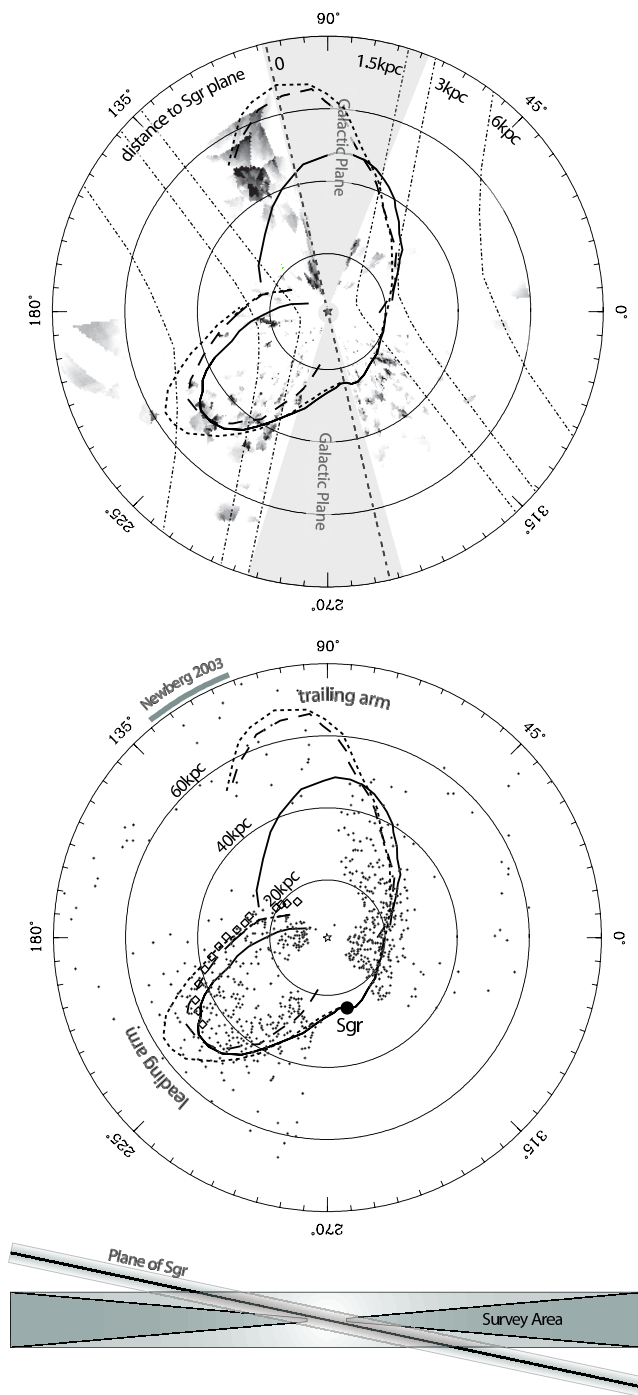 90°
0
1.5kpc
135°
distance to Sgr plane
3kpc
45°
6kpc
Galactic Plane
180°
0°
Galactic Plane
225°
315°
270°
90°
Newberg 2003
trailing arm
135°
45°
60kpc
40kpc
20kpc
180°
0°
Sgr
leading arm
225°
315°
270°
Plane of Sgr
Survey Area